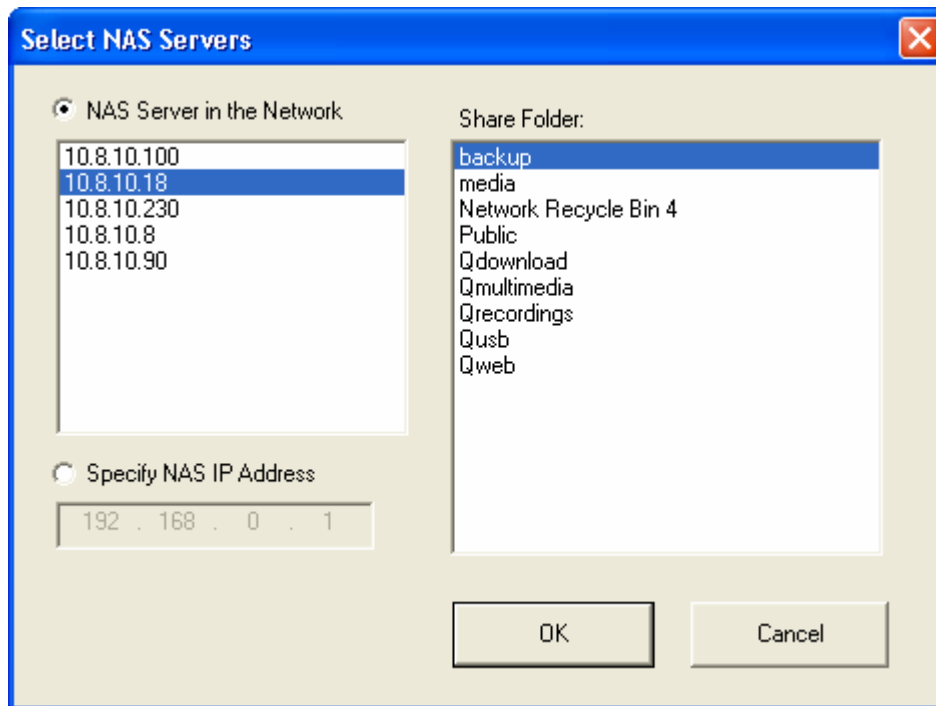 Select NAS Servers
NAS Server in the Network
10.8.10.100
10.8.10.18
10.8.10.230
10.8.10.8
10.8.10.90
Specify NAS IP Address
192 . 168 . 0 . 1
Share Folder:
backup
media
Network Recycle Bin 4
Public
Qdownload
Qmultimedia
Qrecordings
Qusb
Qweb
OK
Cancel